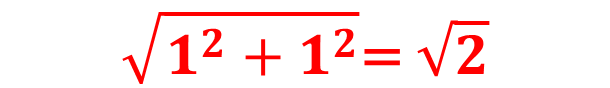 √(1² + 1²) = √2